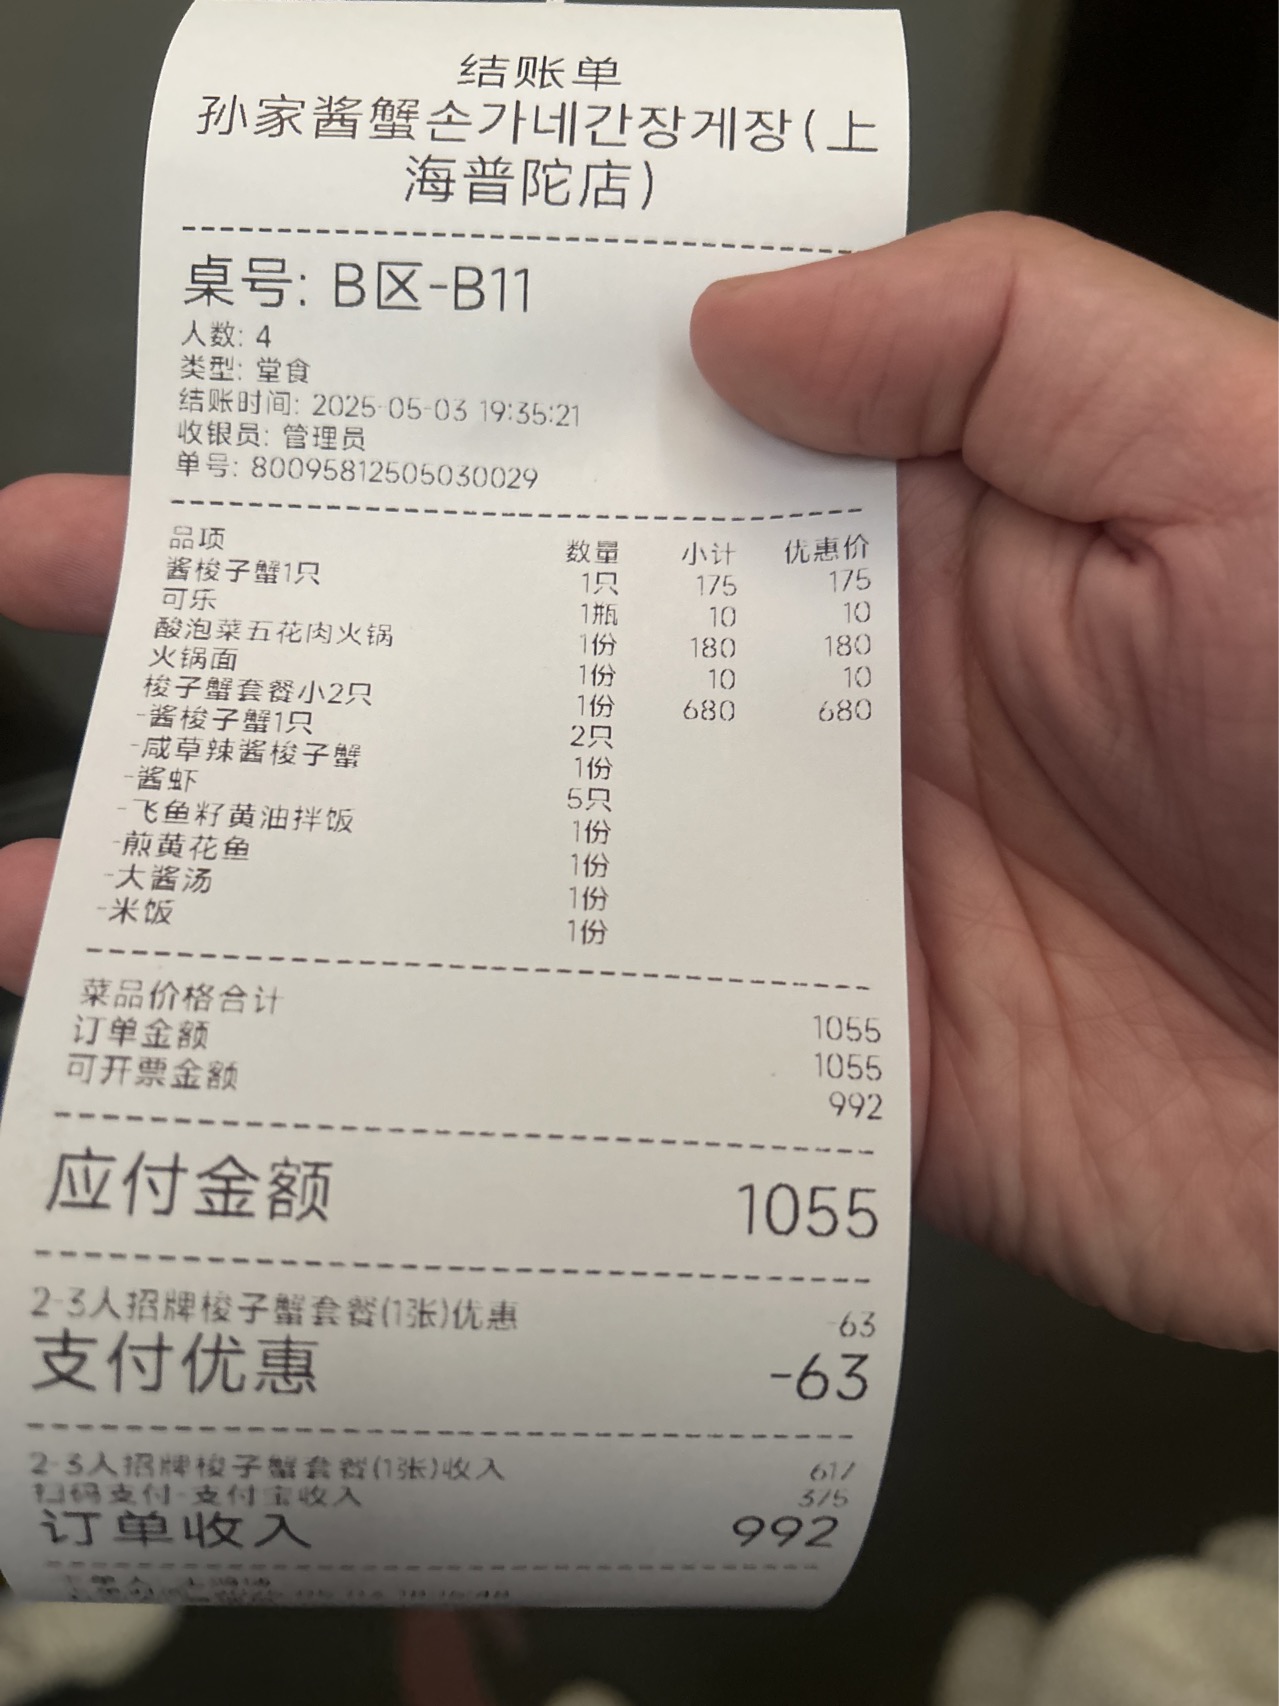 结账单
孙家酱蟹손가네간장게장(上
海普陀店)
桌号: B区-B11
人数: 4
类型: 堂食
结账时间: 2025-05-03 19:35:21
收银员: 管理员
单号: 80095812505030029
品项 数量 小计 优惠价
酱梭子蟹1只 1只 175 175
可乐 1瓶 10 10
酸泡菜五花肉火锅 1份 180 180
火锅面 1份 10 10
梭子蟹套餐小2只 1份 680 680
-酱梭子蟹1只 2只
-咸草辣酱梭子蟹 1份
-酱虾 5只
-飞鱼籽黄油拌饭 1份
-煎黄花鱼 1份
-大酱汤 1份
-米饭 1份
菜品价格合计 1055
订单金额 1055
可开票金额 992
应付金额 1055
2-3人招牌梭子蟹套餐(1张)优惠 -63
支付优惠 -63
2-3人招牌梭子蟹套餐(1张)收入 617
扫码支付-支付宝收入 375
订单收入 992